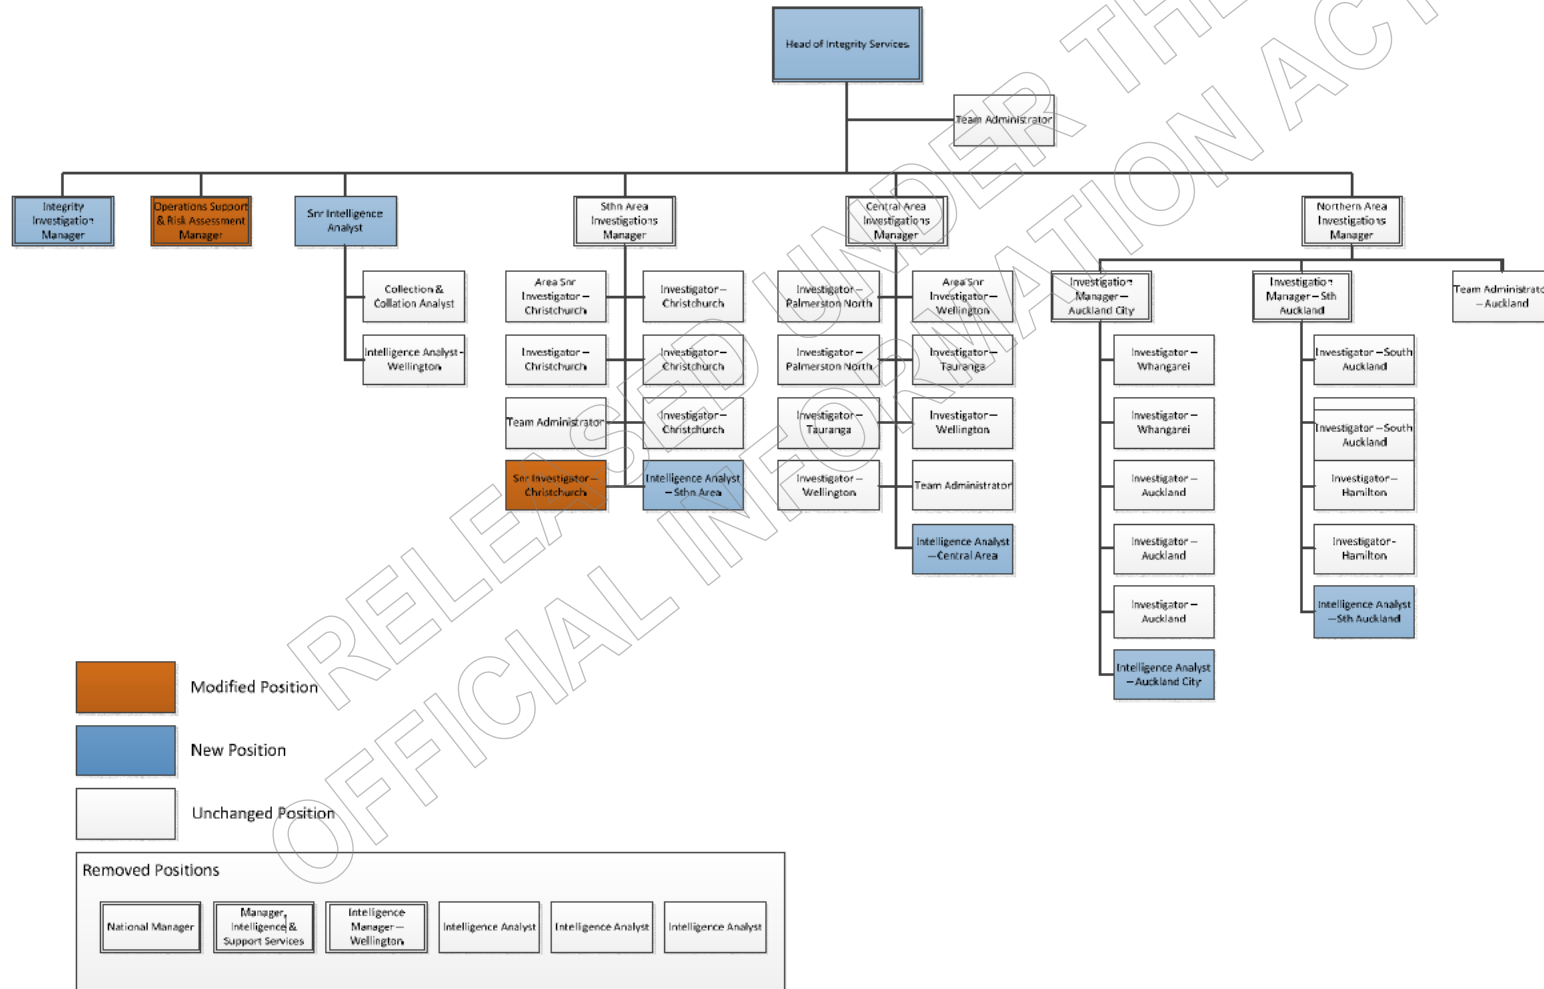 Head of Integrity Services
Team Administrator
Integrity
Investigation
Manager
Operations Support
& Risk Assessment
Manager
Snr Intelligence
Analyst
Sthn Area
Investigations
Manager
Central Area
Investigations
Manager
Northern Area
Investigations
Manager
Collection &
Collation Analyst
Intelligence Analyst-
Wellington
Area Snr
Investigator –
Christchurch
Investigator –
Christchurch
Investigator –
Christchurch
Investigator –
Christchurch
Team Administrator
Investigator –
Christchurch
Snr Investigator –
Christchurch
Intelligence Analyst
– Sthn Area
Investigator –
Palmerston North
Area Snr
Investigator –
Wellington
Investigator –
Palmerston North
Investigator –
Tauranga
Investigator –
Tauranga
Investigator –
Wellington
Investigator –
Wellington
Team Administrator
Intelligence Analyst
– Central Area
Investigation
Manager –
Auckland City
Investigator –
Whangarei
Investigator –
Whangarei
Investigator –
Auckland
Investigator –
Auckland
Investigator –
Auckland
Intelligence Analyst
– Auckland City
Investigation
Manager – Sth
Auckland
Investigator – South
Auckland
Investigator – South
Auckland
Investigator –
Hamilton
Investigator-
Hamilton
Intelligence Analyst
– Sth Auckland
Team Administrato
– Auckland
Modified Position
New Position
Unchanged Position
Removed Positions
National Manager
Manager,
Intelligence &
Support Services
Intelligence
Manager –
Wellington
Intelligence Analyst
Intelligence Analyst
Intelligence Analyst
RELEASED UNDER THE
OFFICIAL INFORMATION ACT